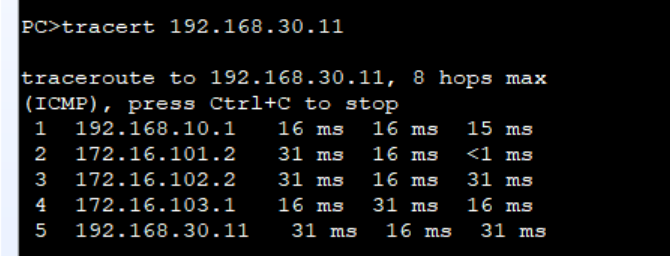 PC>tracert 192.168.30.11
traceroute to 192.168.30.11, 8 hops max
(ICMP), press Ctrl+C to stop
1 192.168.10.1 16 ms 16 ms 15 ms
2 172.16.101.2 31 ms 16 ms <1 ms
3 172.16.102.2 31 ms 16 ms 31 ms
4 172.16.103.1 16 ms 31 ms 16 ms
5 192.168.30.11 31 ms 16 ms 31 ms